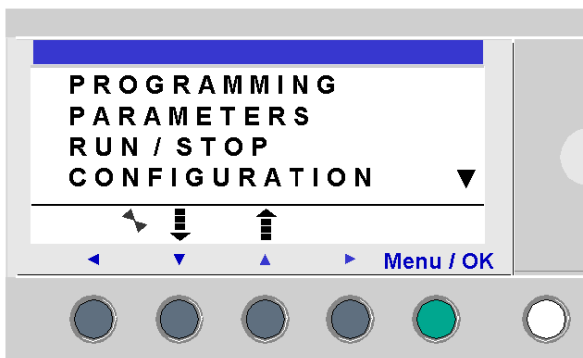 PROGRAMMING
PARAMETERS
RUN / STOP
CONFIGURATION
Menu / OK